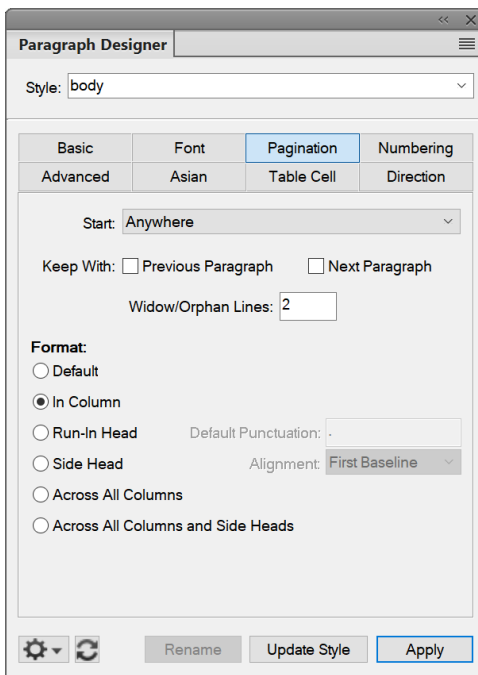 Paragraph Designer
Style: body
Basic Font Pagination Numbering
Advanced Asian Table Cell Direction
Start: Anywhere
Keep With: Previous Paragraph Next Paragraph
Widow/Orphan Lines: 2
Format:
Default
In Column
Run-In Head Default Punctuation: .
Side Head Alignment: First Baseline
Across All Columns
Across All Columns and Side Heads
Rename Update Style Apply